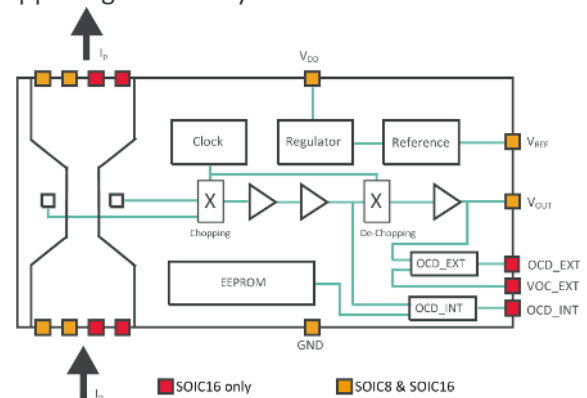 Ip
VDD
Clock
Regulator
Reference
VREF
X
X
VOUT
Chopping
De-Chopping
OCD_EXT
OCD_EXT
VOC_EXT
EEPROM
OCD_INT
OCD_INT
GND
SOIC16 only
SOIC8 & SOIC16